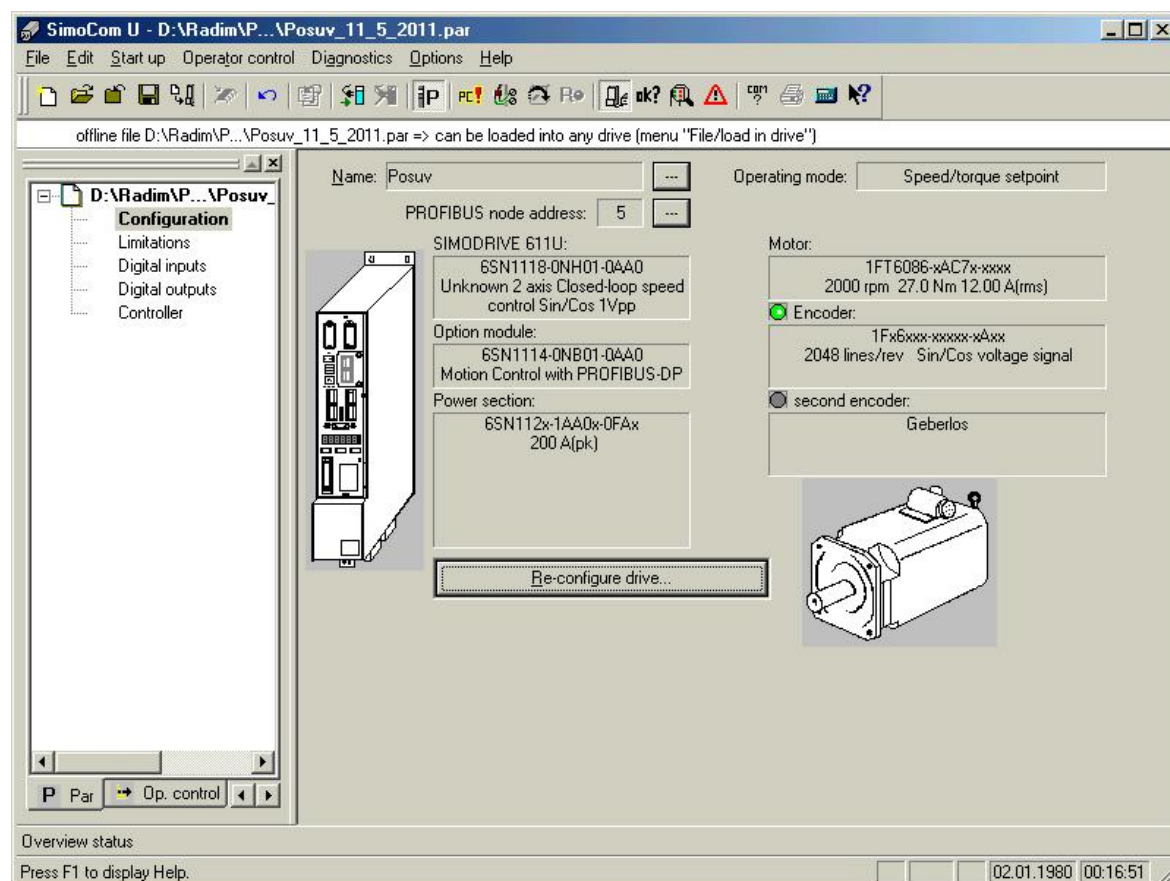 SimoCom U - D:\Radim\P...\Posuv_11_5_2011.par
File Edit Start up Operator control Diagnostics Options Help
P PC! R ok? com ?
offline file D:\Radim\P...\Posuv_11_5_2011.par => can be loaded into any drive (menu "File/load in drive")
D:\Radim\P...\Posuv_
Configuration
Limitations
Digital inputs
Digital outputs
Controller
P Par Op. control
Name: Posuv ... Operating mode: Speed/torque setpoint
PROFIBUS node address: 5 ...
SIMODRIVE 611U:
6SN1118-0NH01-0AA0
Unknown 2 axis Closed-loop speed
control Sin/Cos 1Vpp
Option module:
6SN1114-0NB01-0AA0
Motion Control with PROFIBUS-DP
Power section:
6SN112x-1AA0x-0FAx
200 A(pk)
Re-configure drive...
Motor:
1FT6086-xAC7x-xxxx
2000 rpm 27.0 Nm 12.00 A(rms)
Encoder:
1Fx6xxx-xxxxx-xAxx
2048 lines/rev Sin/Cos voltage signal
second encoder:
Geberlos
Overview status
Press F1 to display Help. 02.01.1980 00:16:51